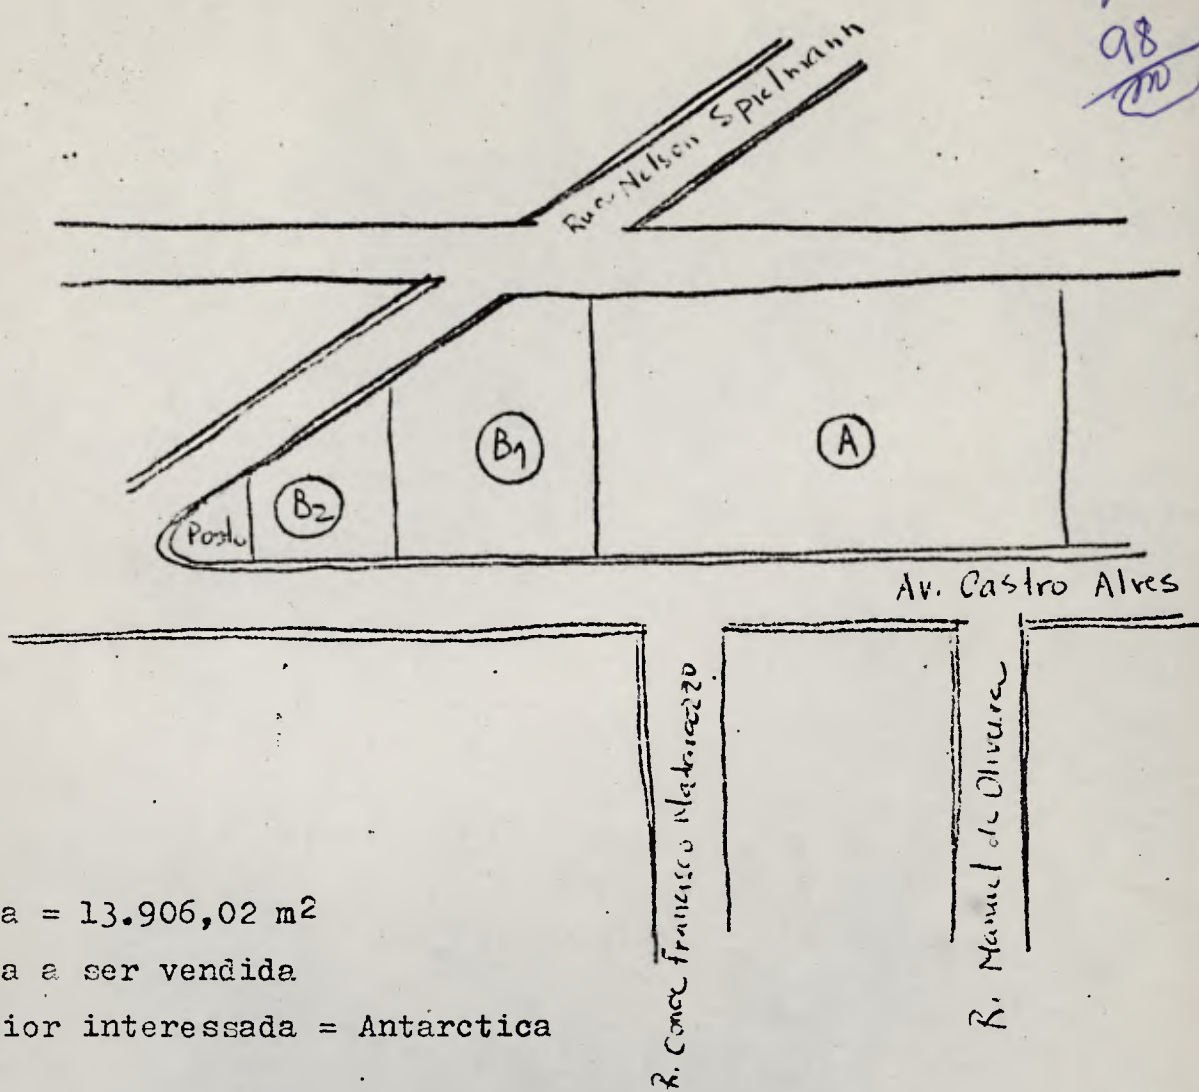 98
Rua Nelson Spielmann
B1
A
B2
Posto
Av. Castro Alves
R. Conde Francisco Matarazzo
R. Manuel de Oliveira
a = 13.906,02 m2
a a ser vendida
ior interessada = Antárctica